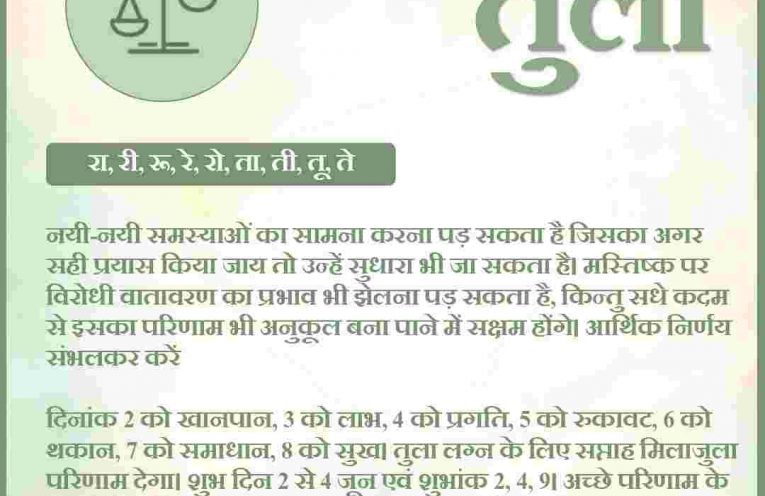 तुला
रा, री, रू, रे, रो, ता, ती, तू, ते
नयी-नयी समस्याओं का सामना करना पड़ सकता है जिसका अगर
सही प्रयास किया जाय तो उन्हें सुधारा भी जा सकता है। मस्तिष्क पर
विरोधी वातावरण का प्रभाव भी झेलना पड़ सकता है, किन्तु सधे कदम
से इसका परिणाम भी अनुकूल बना पाने में सक्षम होंगे। आर्थिक निर्णय
संभलकर करें
दिनांक 2 को खानपान, 3 को लाभ, 4 को प्रगति, 5 को रुकावट, 6 को
थकान, 7 को समाधान, 8 को सुख। तुला लग्न के लिए सप्ताह मिलाजुला
परिणाम देगा। शुभ दिन 2 से 4 जून एवं शुभांक 2, 4, 9। अच्छे परिणाम के